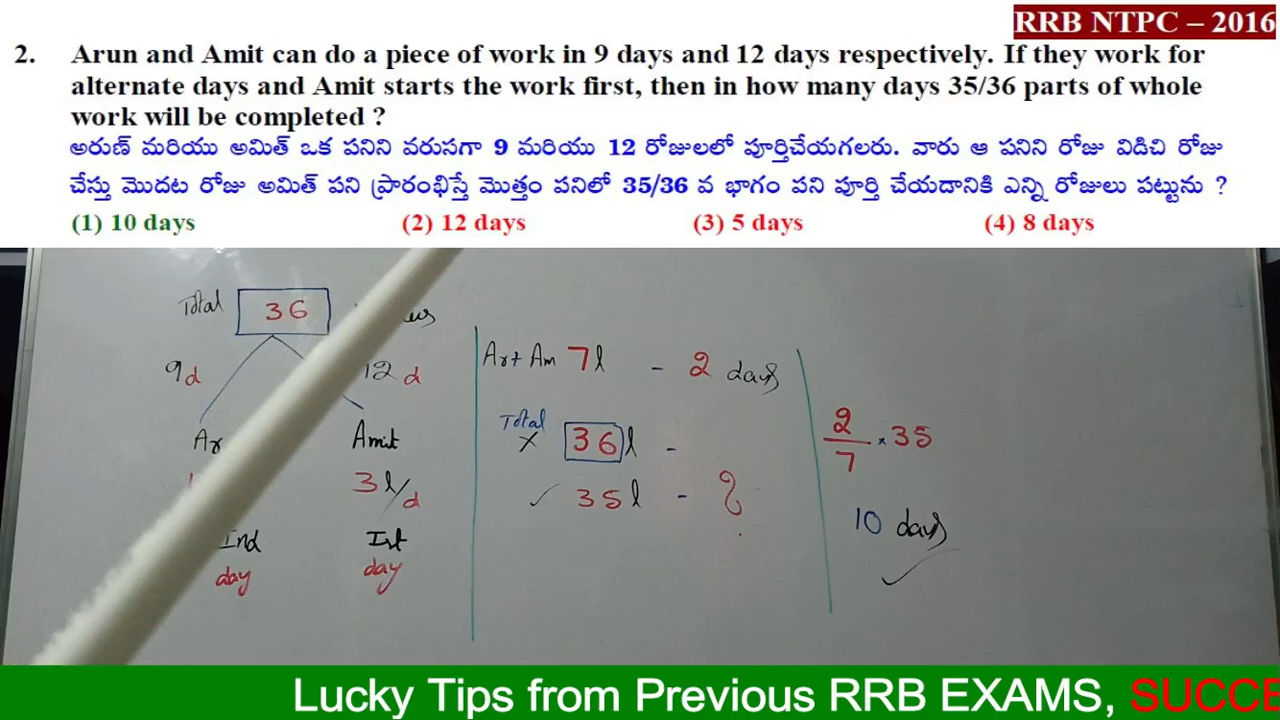 RRB NTPC – 2016
2. Arun and Amit can do a piece of work in 9 days and 12 days respectively. If they work for
alternate days and Amit starts the work first, then in how many days 35/36 parts of whole
work will be completed ?
అరుణ్ మరియు అమిత్ ఒక పనిని వరుసగా 9 మరియు 12 రోజులలో పూర్తిచేయగలరు. వారు ఆ పనిని రోజు విడిచి రోజు
చేస్తు మొదట రోజు అమిత్ పని ప్రారంభిస్తే మొత్తం పనిలో 35/36 వ భాగం పని పూర్తి చేయడానికి ఎన్ని రోజులు పట్టును ?
(1) 10 days (2) 12 days (3) 5 days (4) 8 days
Total 36
9d 12 d
Ar Amit
3l/d
IInd Ist
day day
Ar+ Am 7l - 2 days
Total
× 36 l -
✓ 35l - ?
2/7 × 35
10 days
✓
Lucky Tips from Previous RRB EXAMS, SUCCE